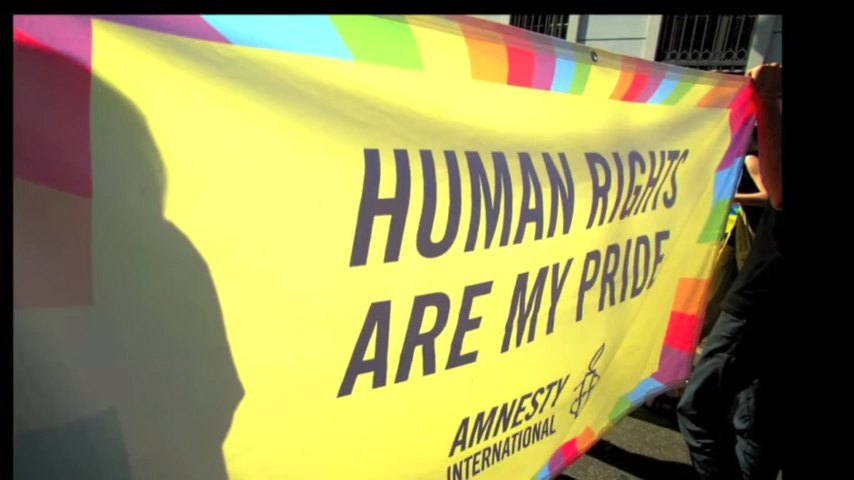 HUMAN RIGHTS
ARE MY PRIDE
AMNESTY
INTERNATIONAL